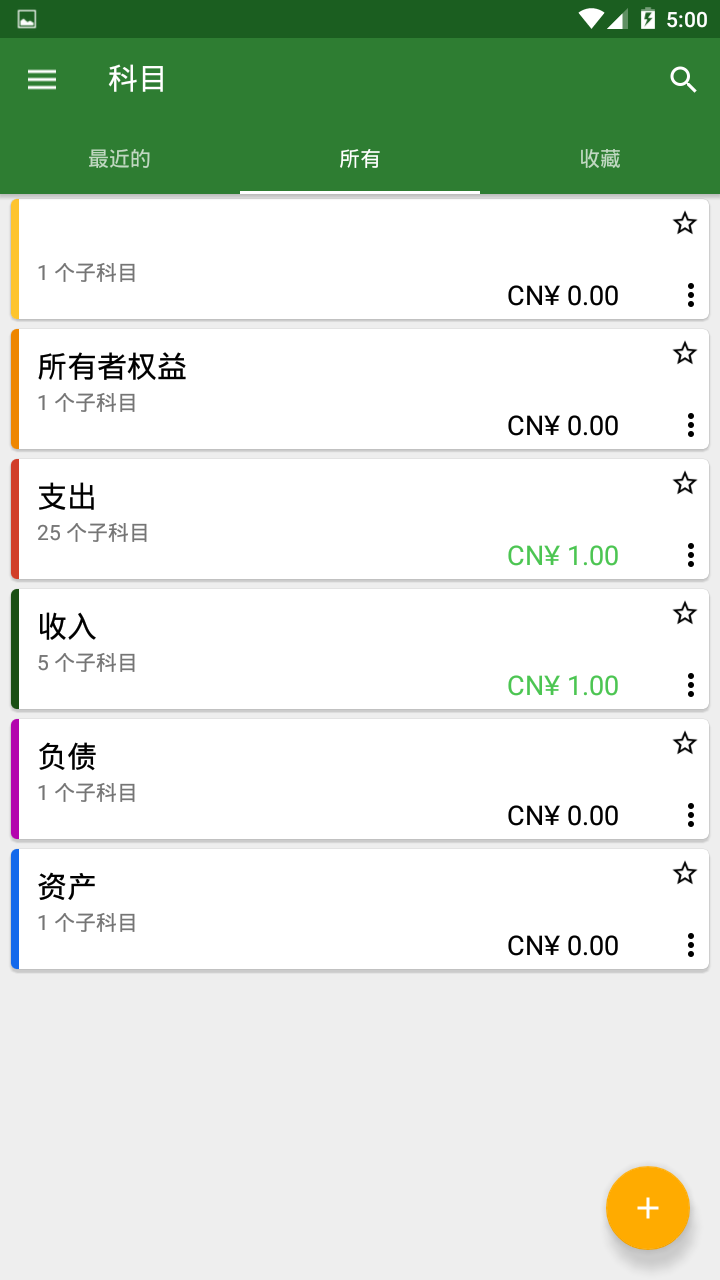 5:00
科目
最近的
所有
收藏
1 个子科目
CN¥ 0.00
所有者权益
1 个子科目
CN¥ 0.00
支出
25 个子科目
CN¥ 1.00
收入
5 个子科目
CN¥ 1.00
负债
1 个子科目
CN¥ 0.00
资产
1 个子科目
CN¥ 0.00